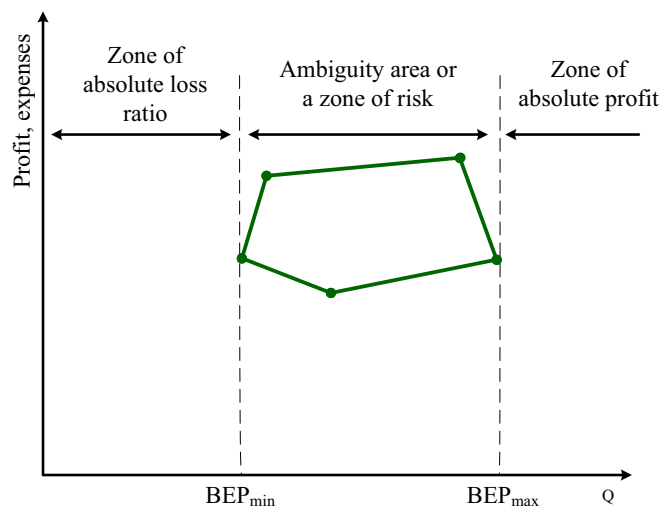 Profit, expenses
Zone of
absolute loss
ratio
Ambiguity area or
a zone of risk
Zone of
absolute profit
BEPmin
BEPmax
Q